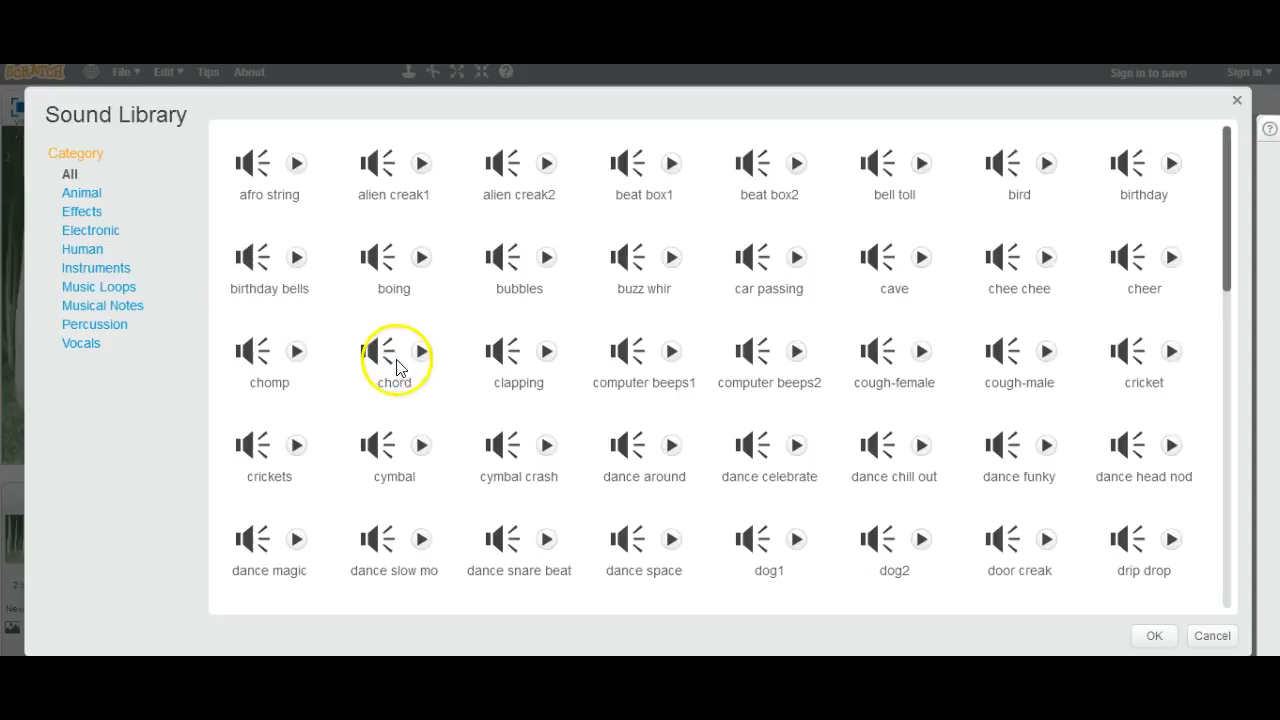 SCRATCH File Edit Tips About Sign in to save Sign in
Sound Library
Category
All
Animal
Effects
Electronic
Human
Instruments
Music Loops
Musical Notes
Percussion
Vocals
afro string alien creak1 alien creak2 beat box1 beat box2 bell toll bird birthday
birthday bells boing bubbles buzz whir car passing cave chee chee cheer
chomp chord clapping computer beeps1 computer beeps2 cough-female cough-male cricket
crickets cymbal cymbal crash dance around dance celebrate dance chill out dance funky dance head nod
dance magic dance slow mo dance snare beat dance space dog1 dog2 door creak drip drop
New
OK Cancel